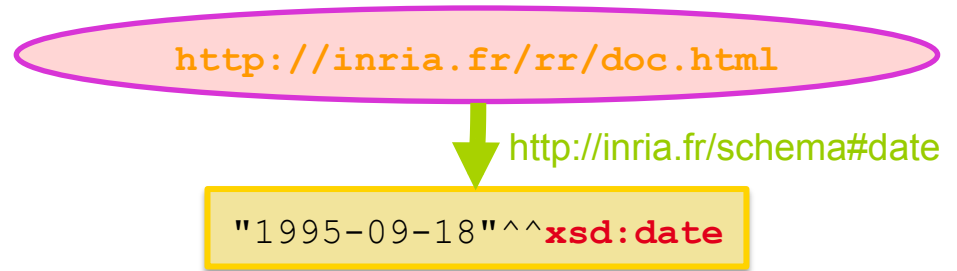 http://inria.fr/rr/doc.html
http://inria.fr/schema#date
"1995-09-18"^^xsd:date